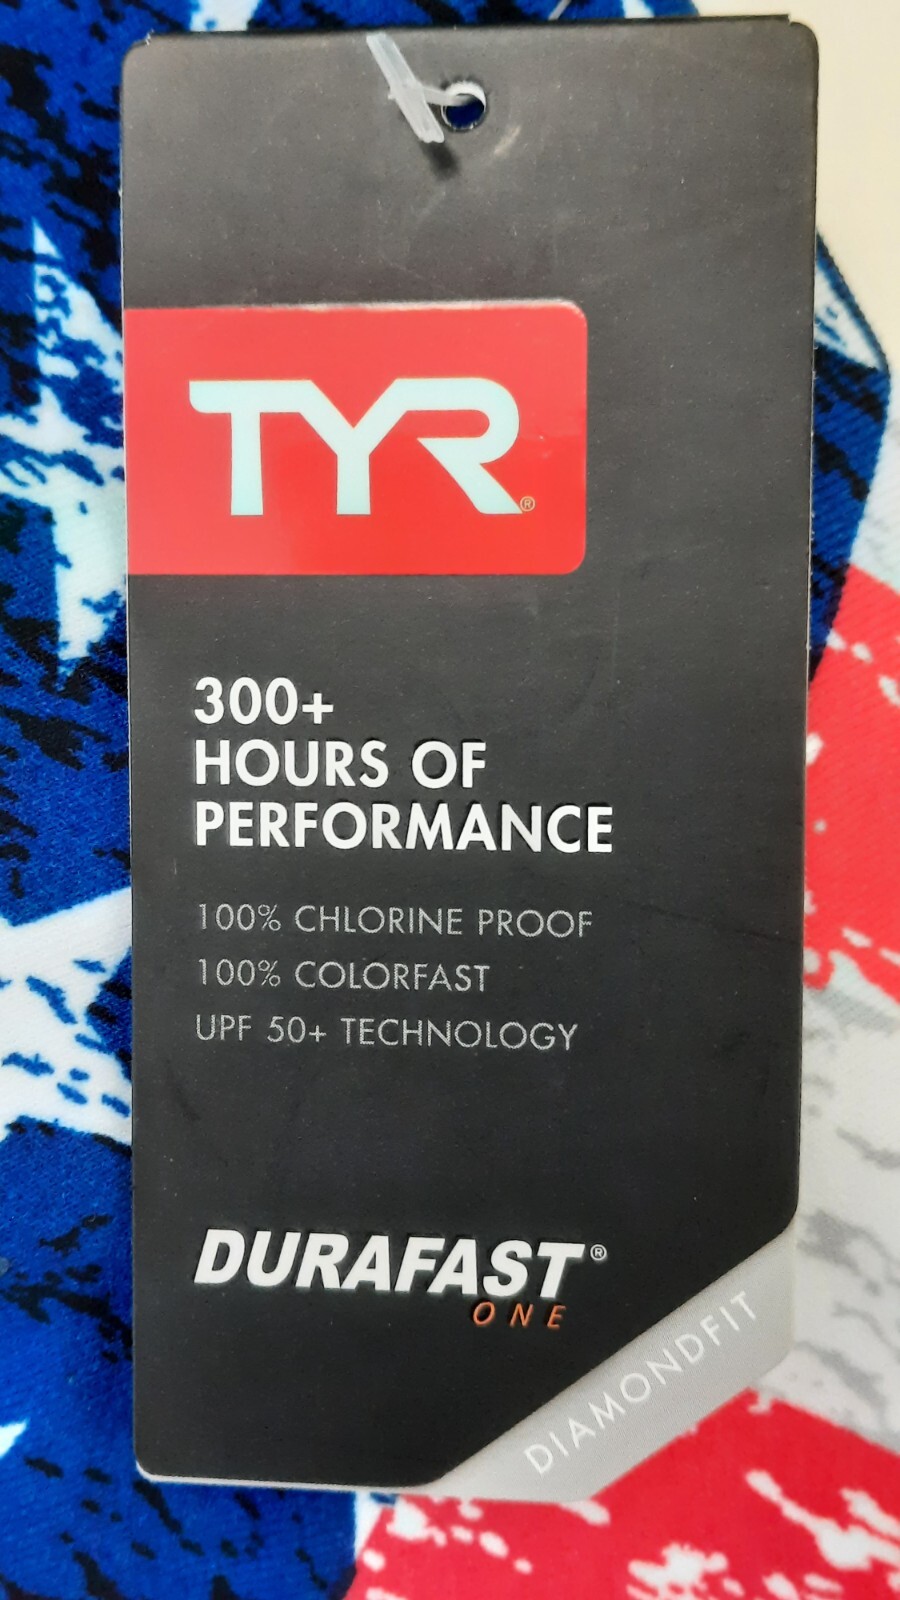 TYR®
300+
HOURS OF
PERFORMANCE
100% CHLORINE PROOF
100% COLORFAST
UPF 50+ TECHNOLOGY
DURAFAST®
ONE
DIAMONDFIT